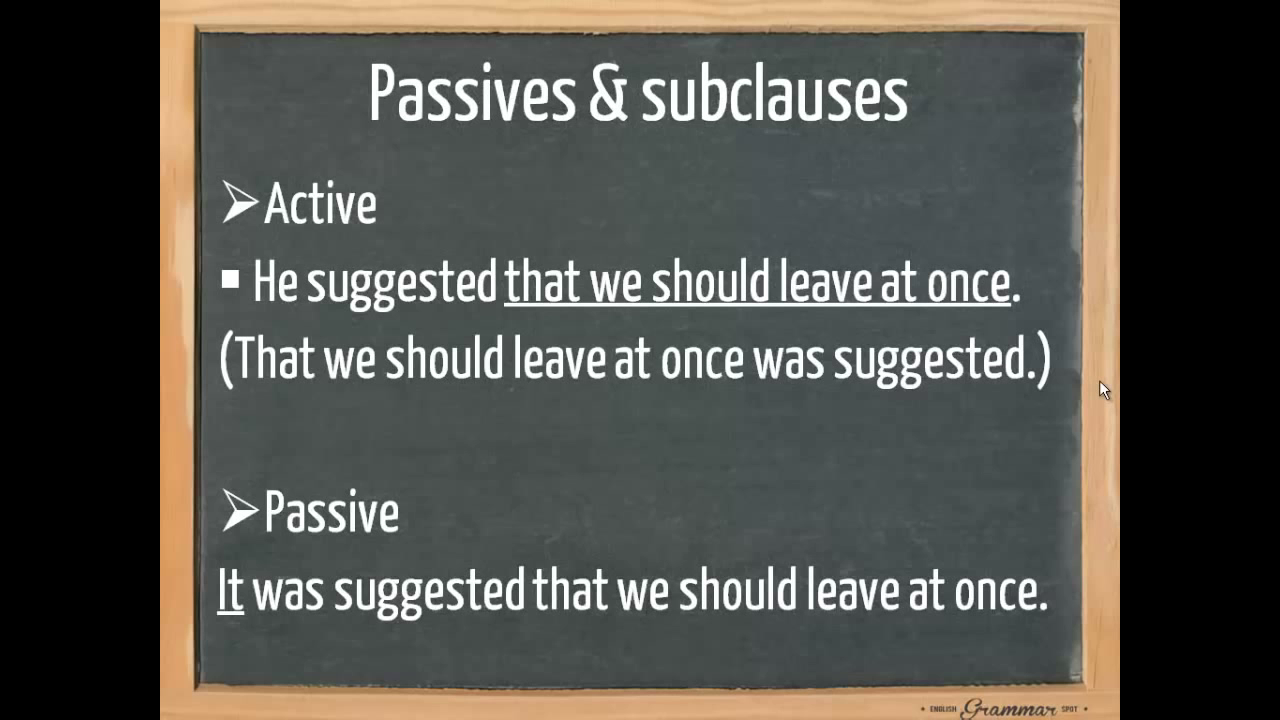 Passives & subclauses
➢Active
▪ He suggested that we should leave at once.
(That we should leave at once was suggested.)
➢Passive
It was suggested that we should leave at once.
• ENGLISH Grammar SPOT •